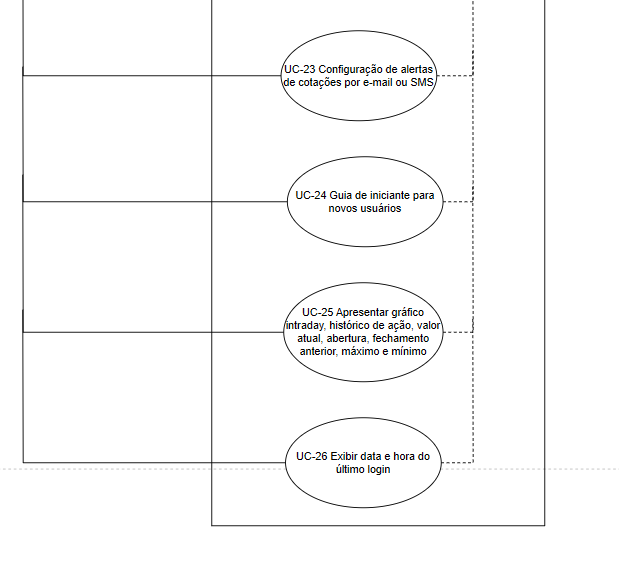 UC-23 Configuração de alertas
de cotações por e-mail ou SMS
UC-24 Guia de iniciante para
novos usuários
UC-25 Apresentar gráfico
intraday, histórico de ação, valor
atual, abertura, fechamento
anterior, máximo e mínimo
UC-26 Exibir data e hora do
último login